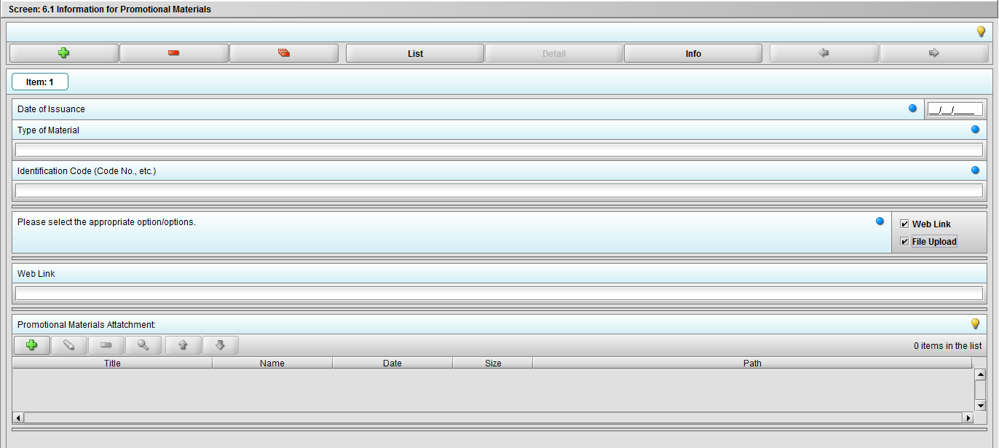 Screen: 6.1 Information for Promotional Materials
List Detail Info
Item: 1
Date of Issuance __/__/____
Type of Material
Identification Code (Code No., etc.)
Please select the appropriate option/options.
Web Link
File Upload
Web Link
Promotional Materials Attatchment:
0 items in the list
Title Name Date Size Path